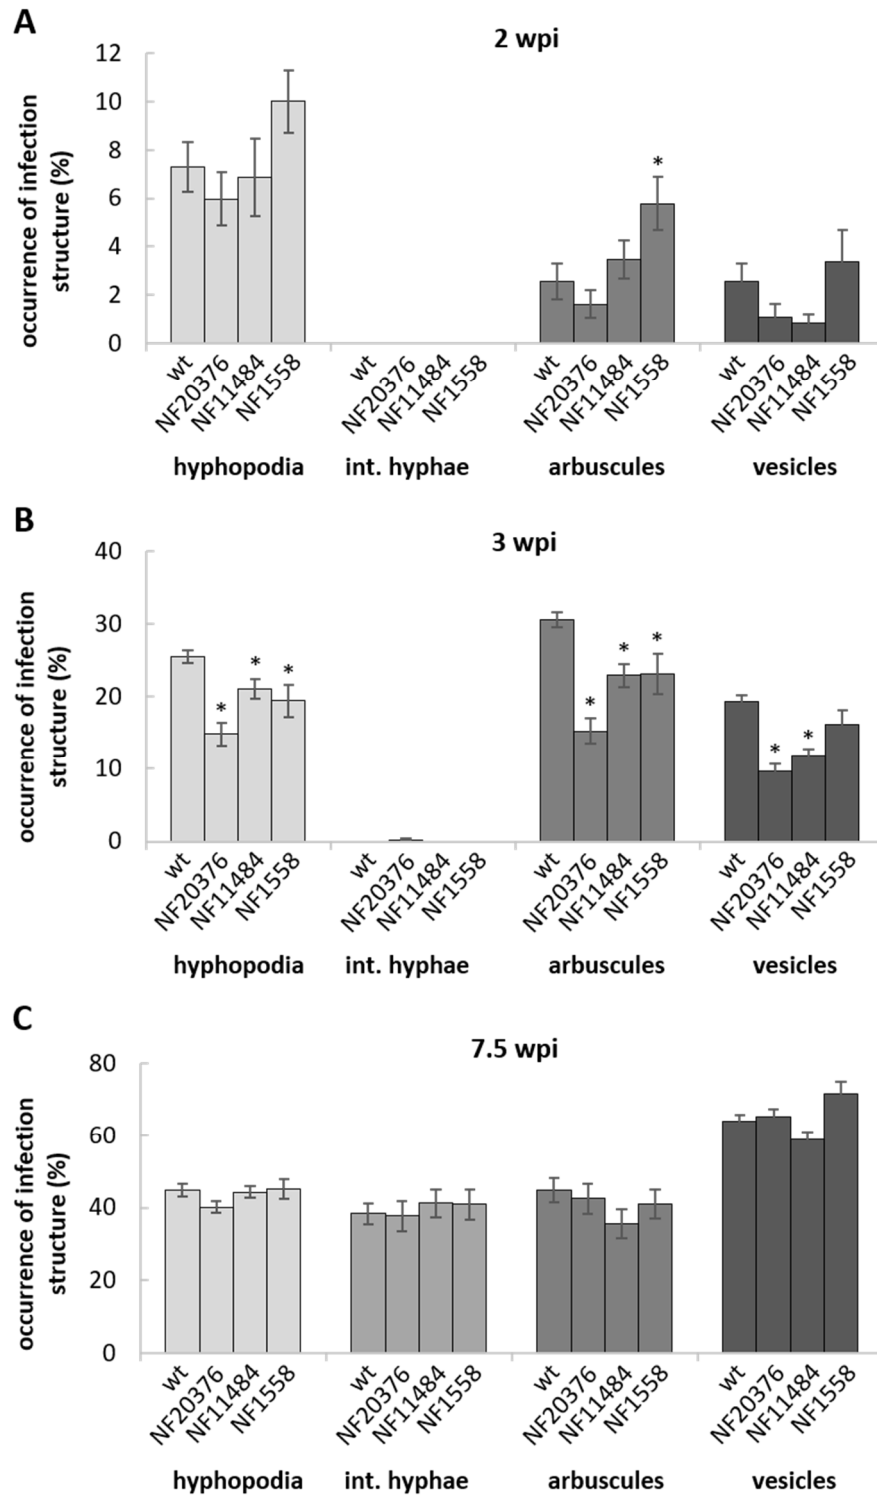 A
2 wpi
occurrence of infection
structure (%)
12
10
8
6
4
2
0
*
wt NF20376 NF11484 NF1558 wt NF20376 NF11484 NF1558 wt NF20376 NF11484 NF1558 wt NF20376 NF11484 NF1558
hyphopodia int. hyphae arbuscules vesicles
B
3 wpi
occurrence of infection
structure (%)
40
30
20
10
0
* * * * * * * *
wt NF20376 NF11484 NF1558 wt NF20376 NF11484 NF1558 wt NF20376 NF11484 NF1558 wt NF20376 NF11484 NF1558
hyphopodia int. hyphae arbuscules vesicles
C
7.5 wpi
occurrence of infection
structure (%)
80
60
40
20
0
wt NF20376 NF11484 NF1558 wt NF20376 NF11484 NF1558 wt NF20376 NF11484 NF1558 wt NF20376 NF11484 NF1558
hyphopodia int. hyphae arbuscules vesicles